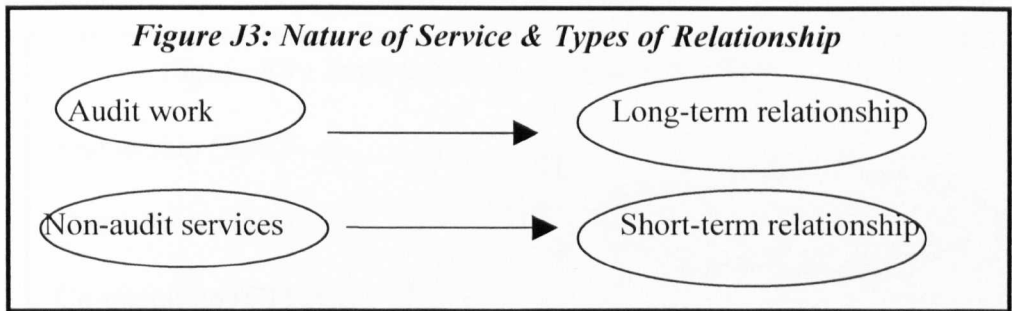 Figure J3: Nature of Service & Types of Relationship
Audit work
Long-term relationship
Non-audit services
Short-term relationship